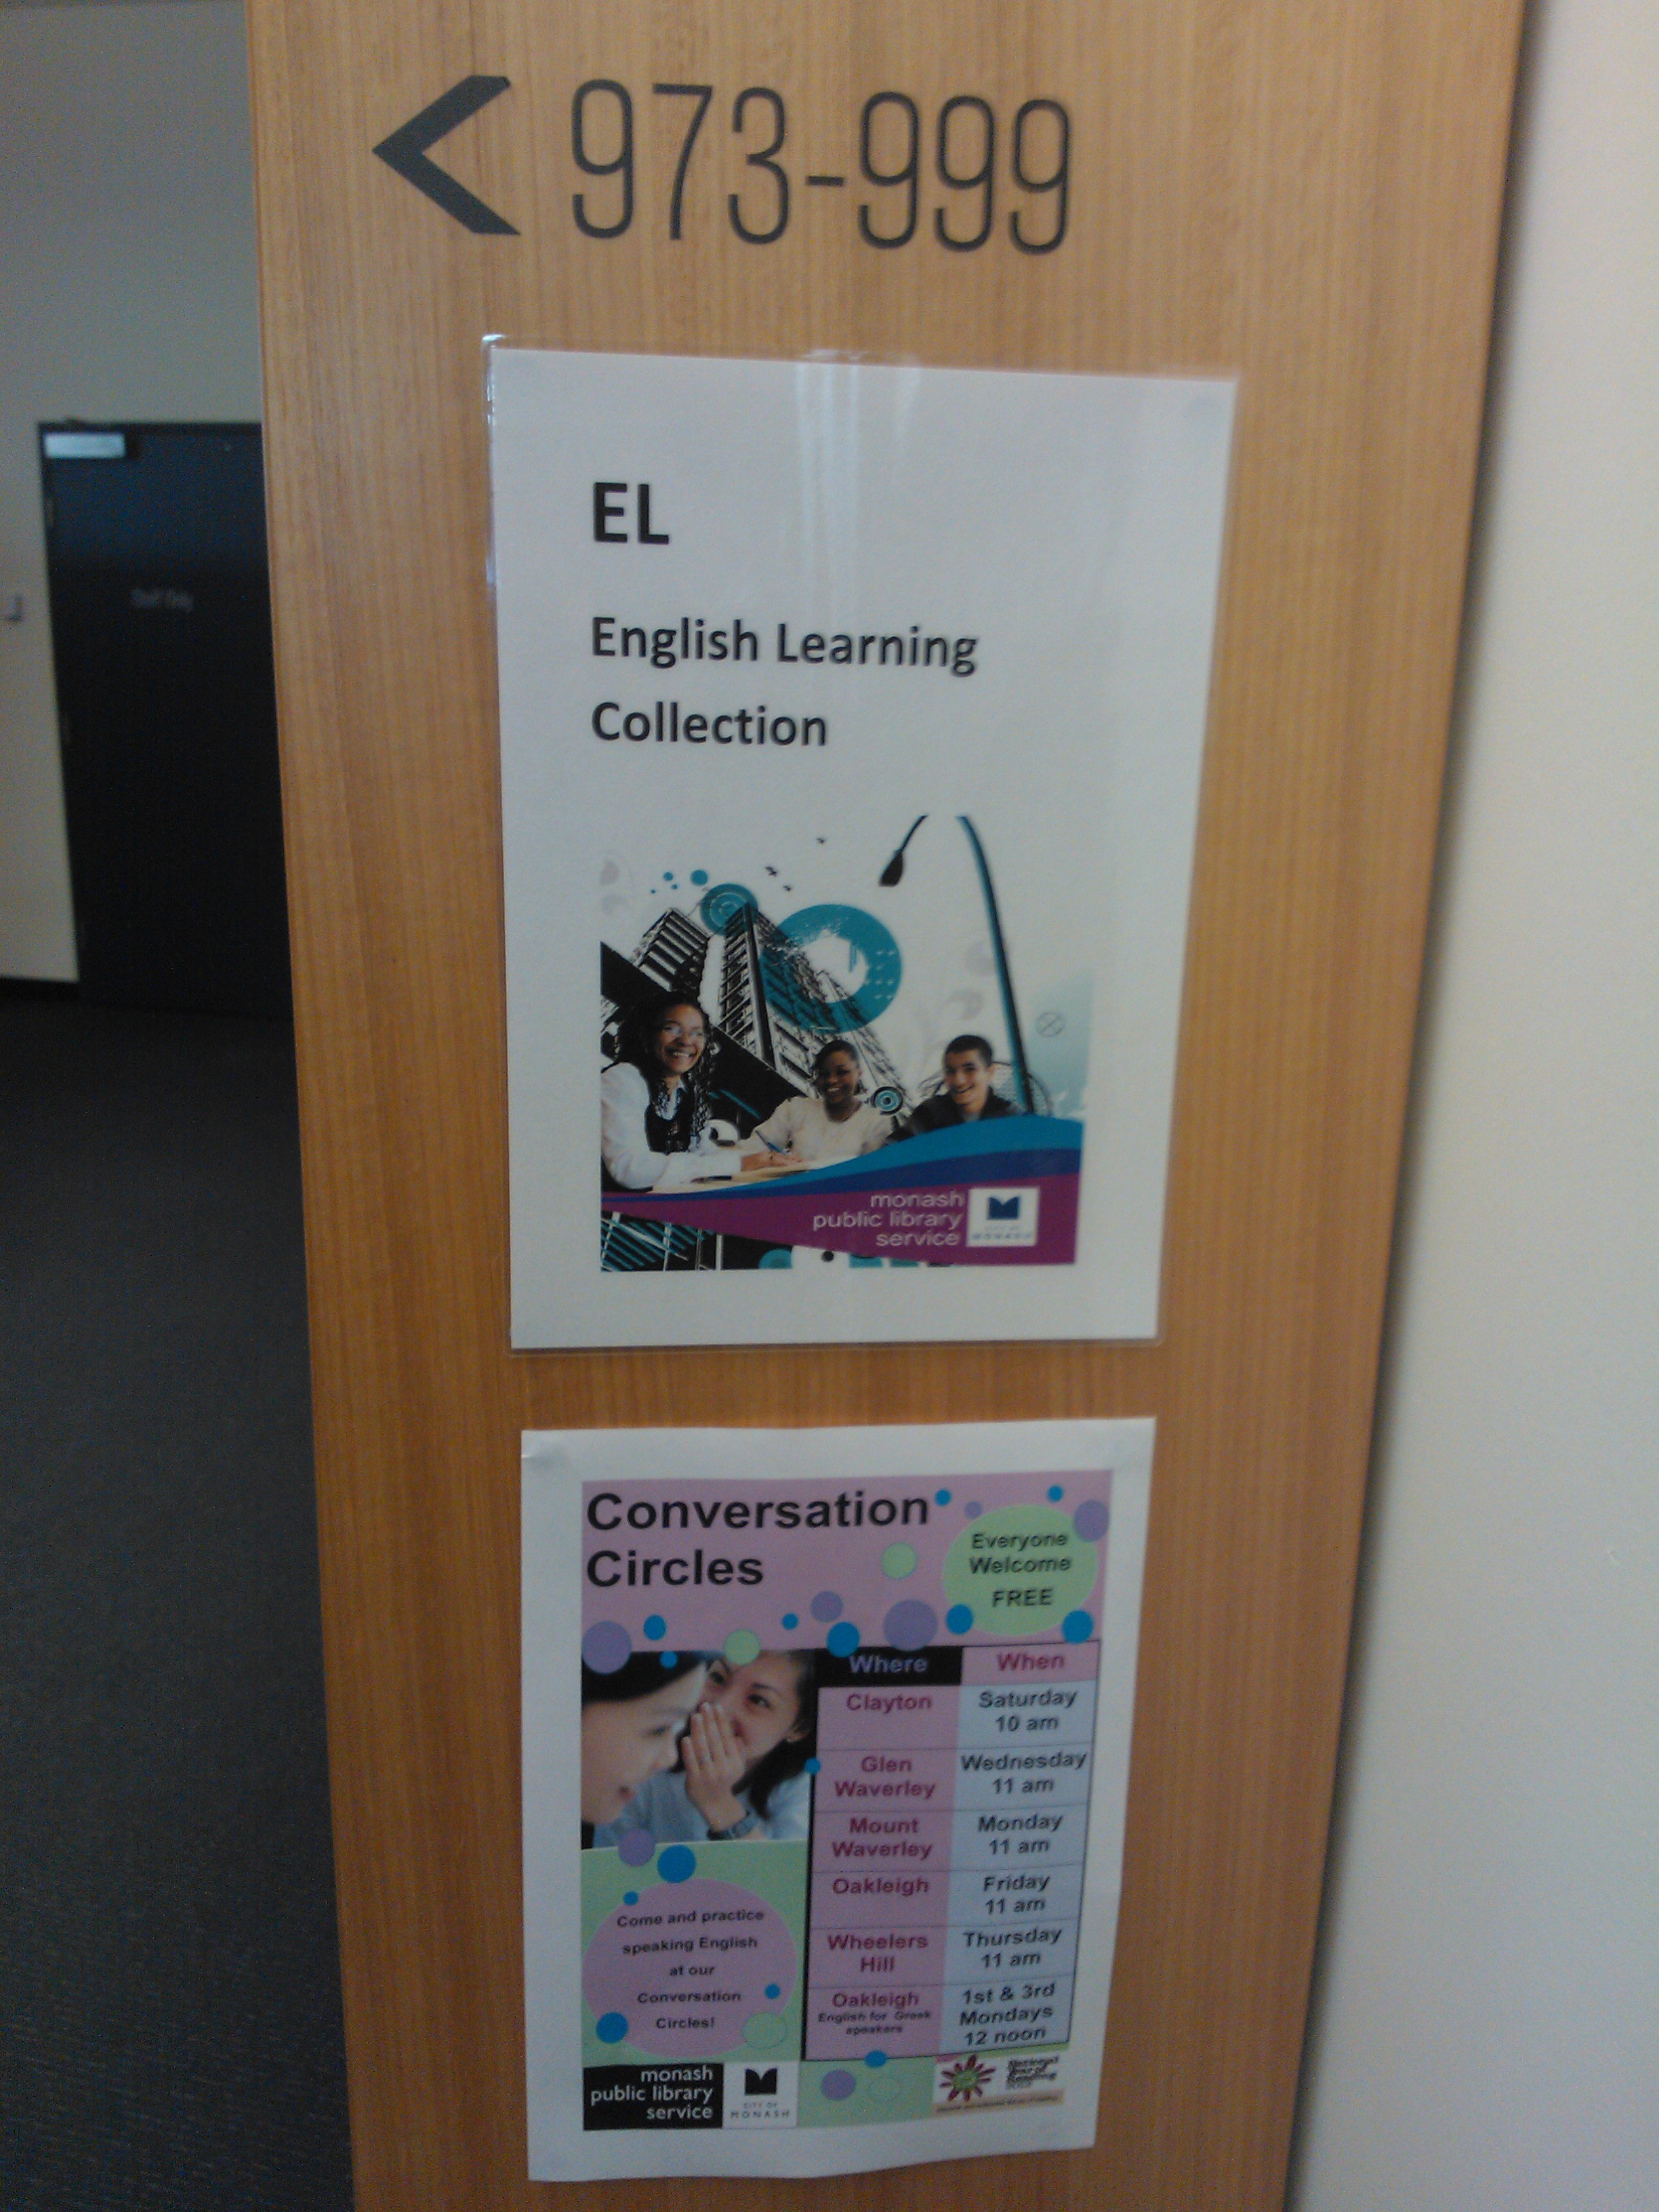 973-999
Staff Only
EL
English Learning
Collection
monash
public library
service
CITY OF
MONASH
Conversation
Circles
Everyone
Welcome
FREE
Where When
Clayton Saturday
10 am
Glen Wednesday
Waverley 11 am
Mount Monday
Waverley 11 am
Oakleigh Friday
11 am
Wheelers Thursday
Hill 11 am
Oakleigh 1st & 3rd
English for Greek Mondays
speakers 12 noon
Come and practice
speaking English
at our
Conversation
Circles!
monash
public library
service
CITY OF
MONASH
National
Year of
Reading
2012